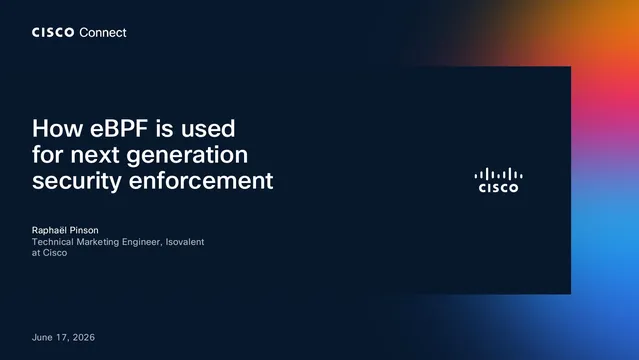 CISCO Connect
How eBPF is used
for next generation
security enforcement
CISCO
Raphaël Pinson
Technical Marketing Engineer, Isovalent
at Cisco
June 17, 2026